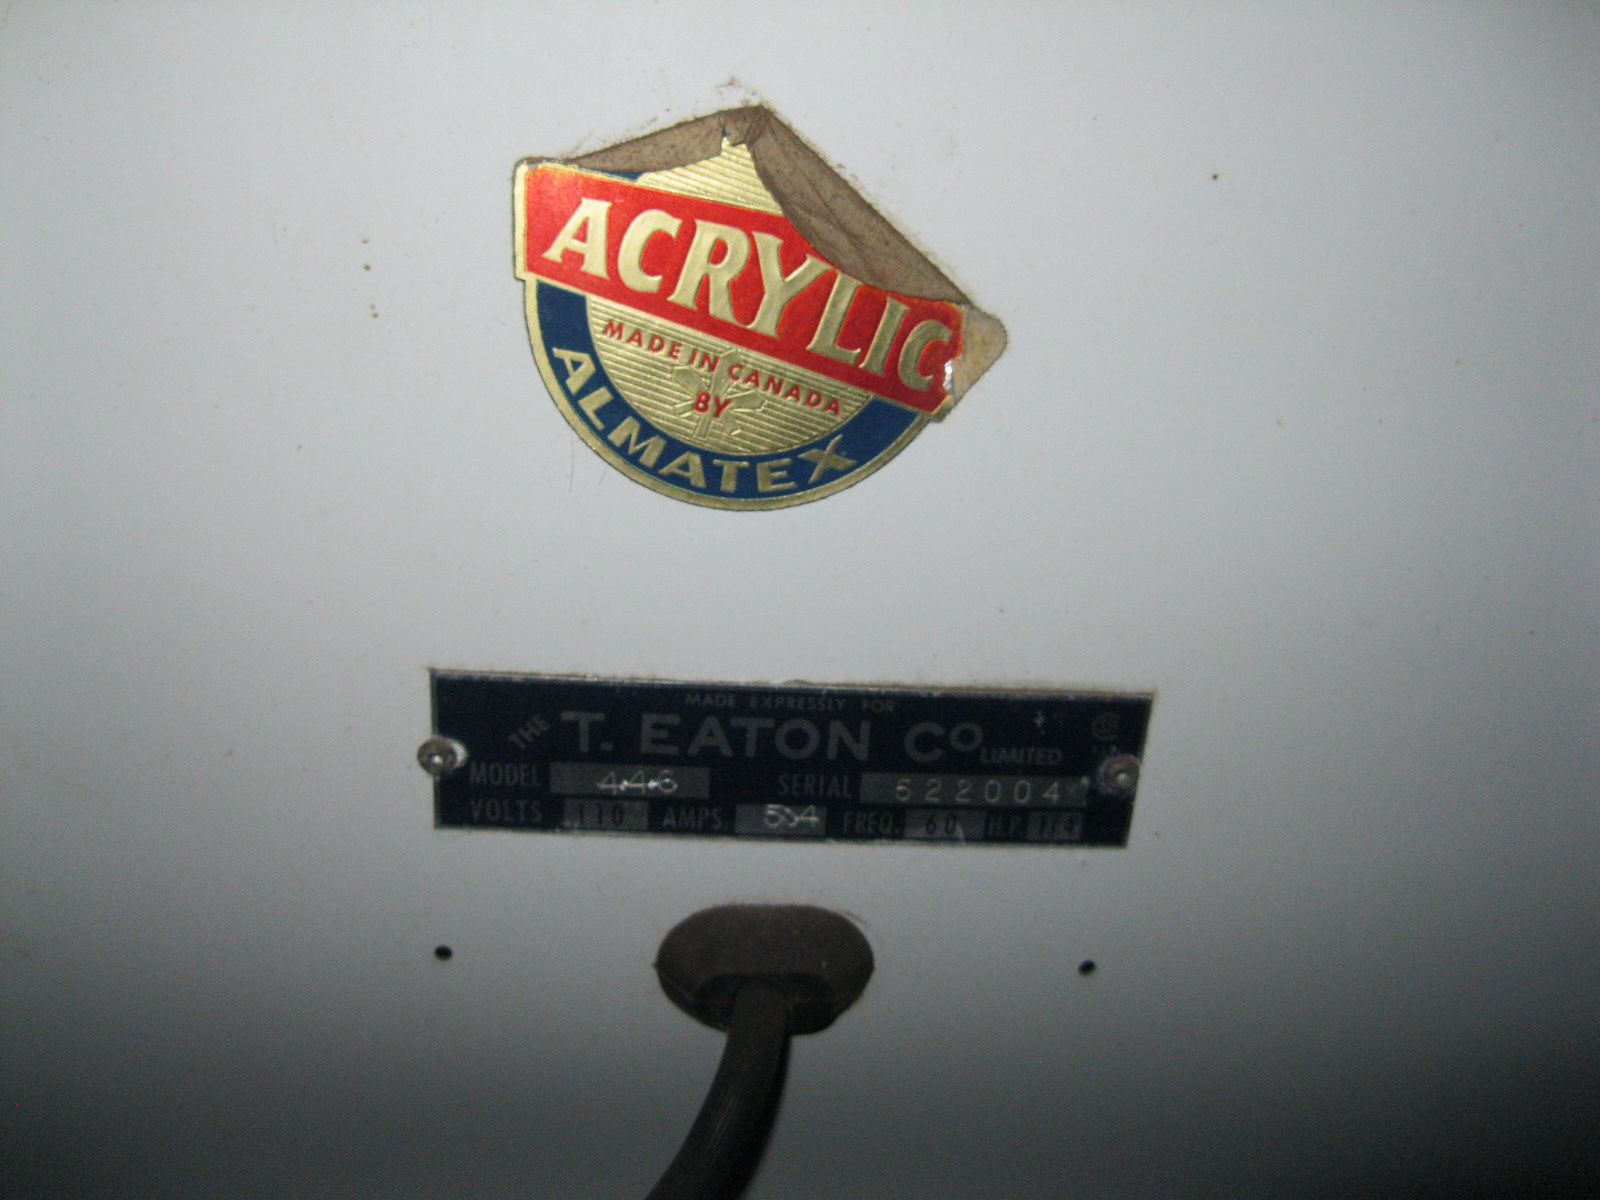 ACRYLIC
MADE IN CANADA
BY
ALMATEX
MADE EXPRESSLY FOR
THE T. EATON CO LIMITED
MODEL 446 SERIAL 522004
VOLTS 110 AMPS. 5.4 FREQ. 60 H.P. 1/4